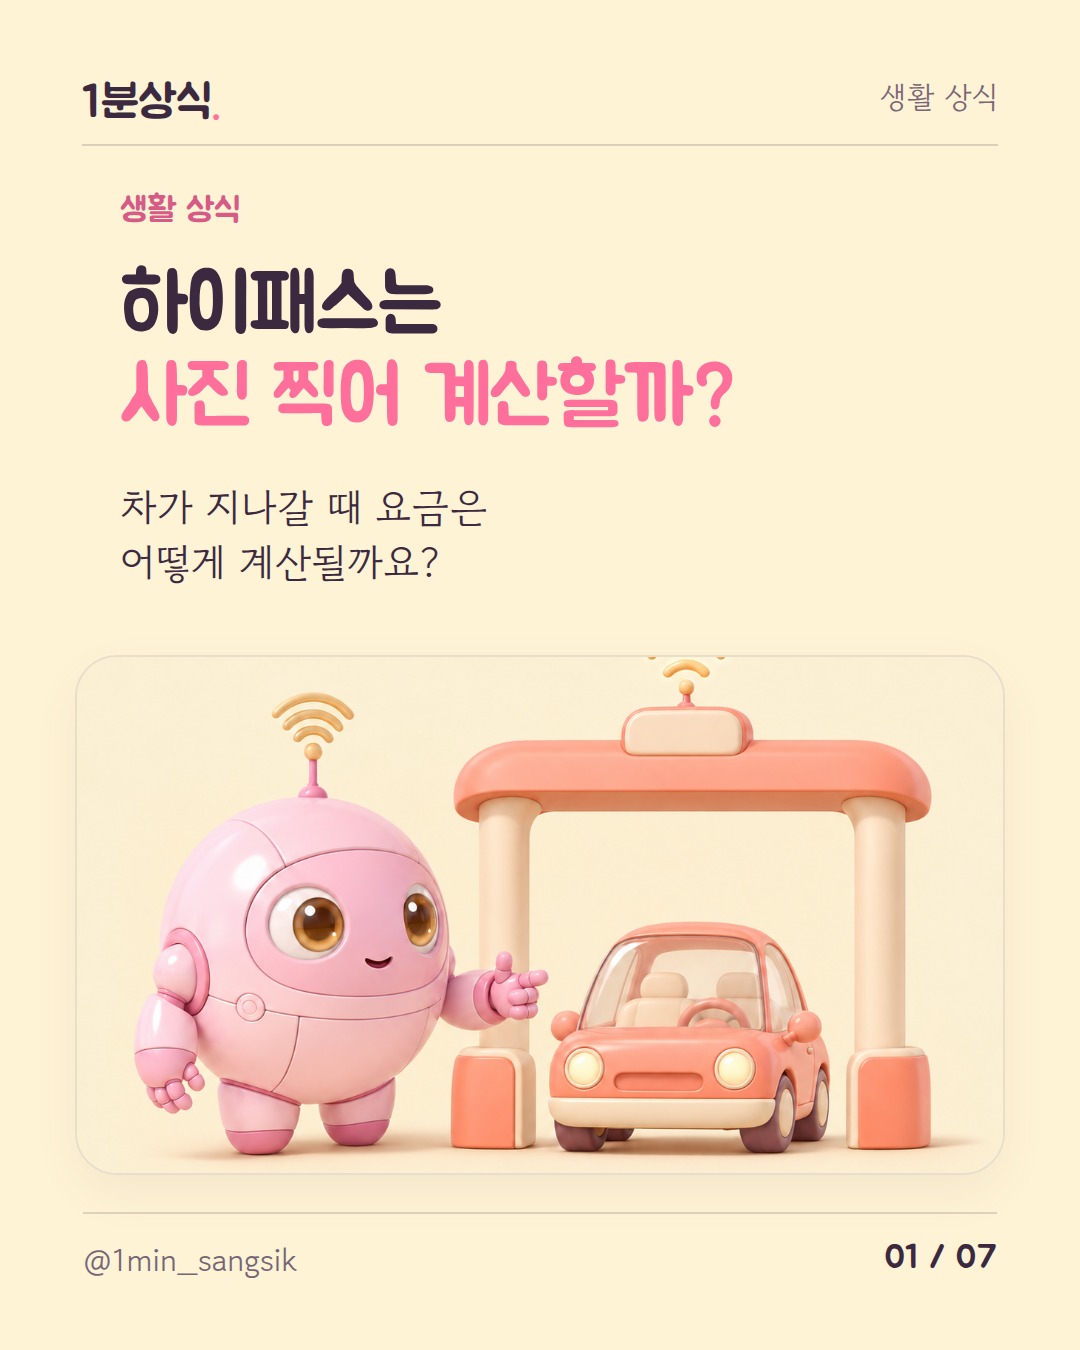 1분상식.
생활 상식
생활 상식
하이패스는
사진 찍어 계산할까?
차가 지나갈 때 요금은
어떻게 계산될까요?
@1min_sangsik
01 / 07